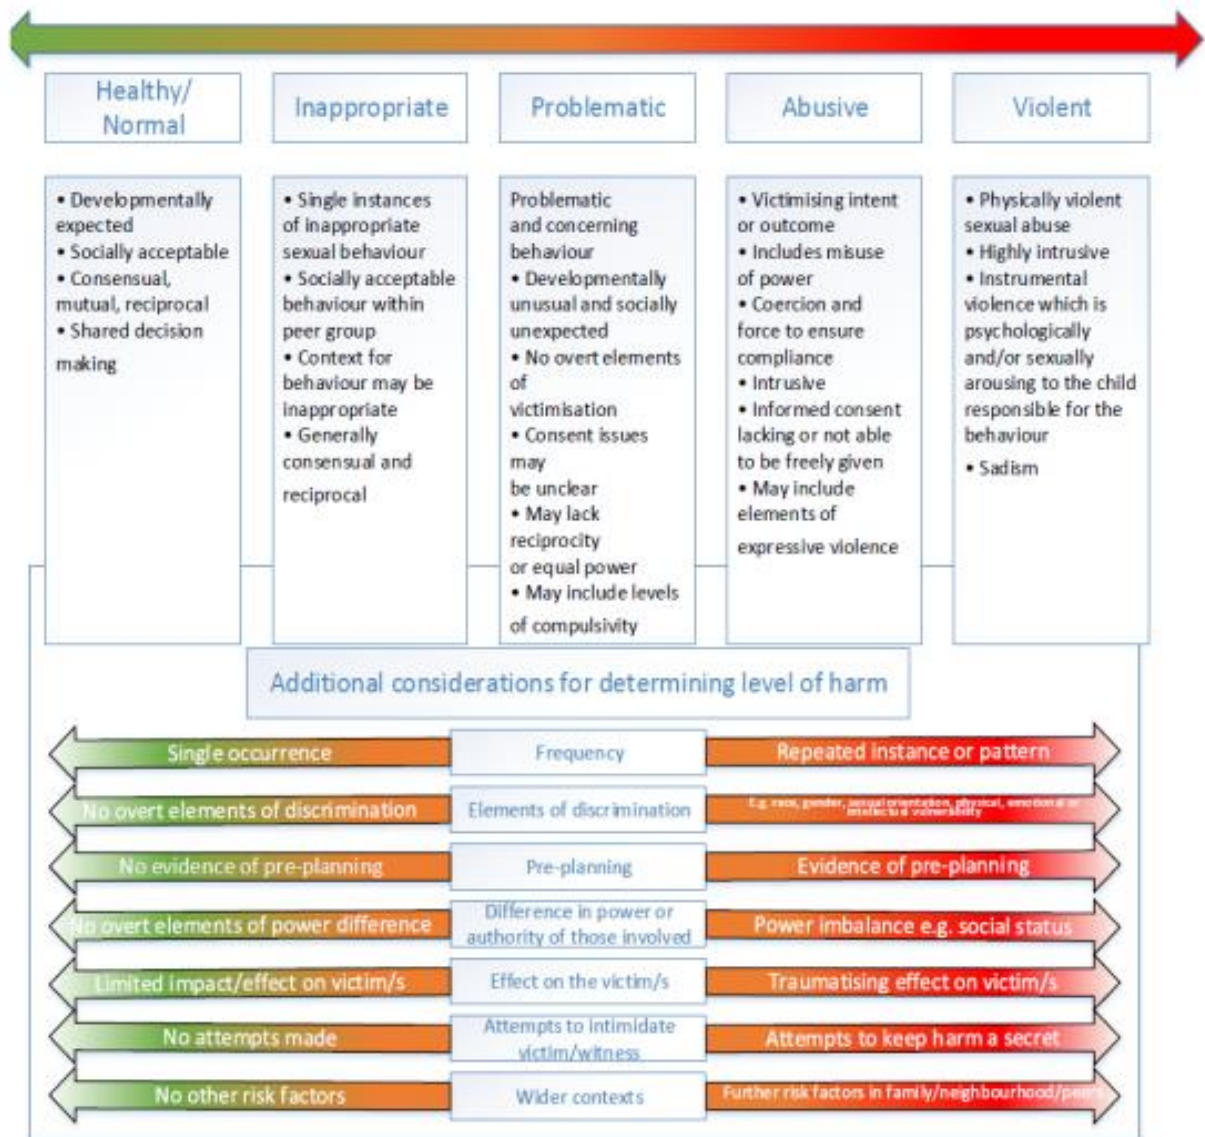 Healthy/
Normal
Inappropriate
Problematic
Abusive
Violent
• Developmentally
expected
• Socially acceptable
• Consensual,
mutual, reciprocal
• Shared decision
making
• Single instances
of inappropriate
sexual behaviour
• Socially acceptable
behaviour within
peer group
• Context for
behaviour may be
inappropriate
• Generally
consensual and
reciprocal
Problematic
and concerning
behaviour
• Developmentally
unusual and socially
unexpected
• No overt elements
of
victimisation
• Consent issues
may
be unclear
• May lack
reciprocity
or equal power
• May include levels
of compulsivity
• Victimising intent
or outcome
• Includes misuse
of power
• Coercion and
force to ensure
compliance
• Intrusive
• Informed consent
lacking or not able
to be freely given
• May include
elements of
expressive violence
• Physically violent
sexual abuse
• Highly intrusive
• Instrumental
violence which is
psychologically
and/or sexually
arousing to the child
responsible for the
behaviour
• Sadism
Additional considerations for determining level of harm
Single occurrence
Frequency
Repeated instance or pattern
No overt elements of discrimination
Elements of discrimination
E.g. race, gender, sexual orientation, physical, emotional or
intellectual vulnerability
No evidence of pre-planning
Pre-planning
Evidence of pre-planning
No overt elements of power difference
Difference in power or
authority of those involved
Power imbalance e.g. social status
Limited impact/effect on victim/s
Effect on the victim/s
Traumatising effect on victim/s
No attempts made
Attempts to intimidate
victim/witness
Attempts to keep harm a secret
No other risk factors
Wider contexts
Further risk factors in family/neighbourhood/peers